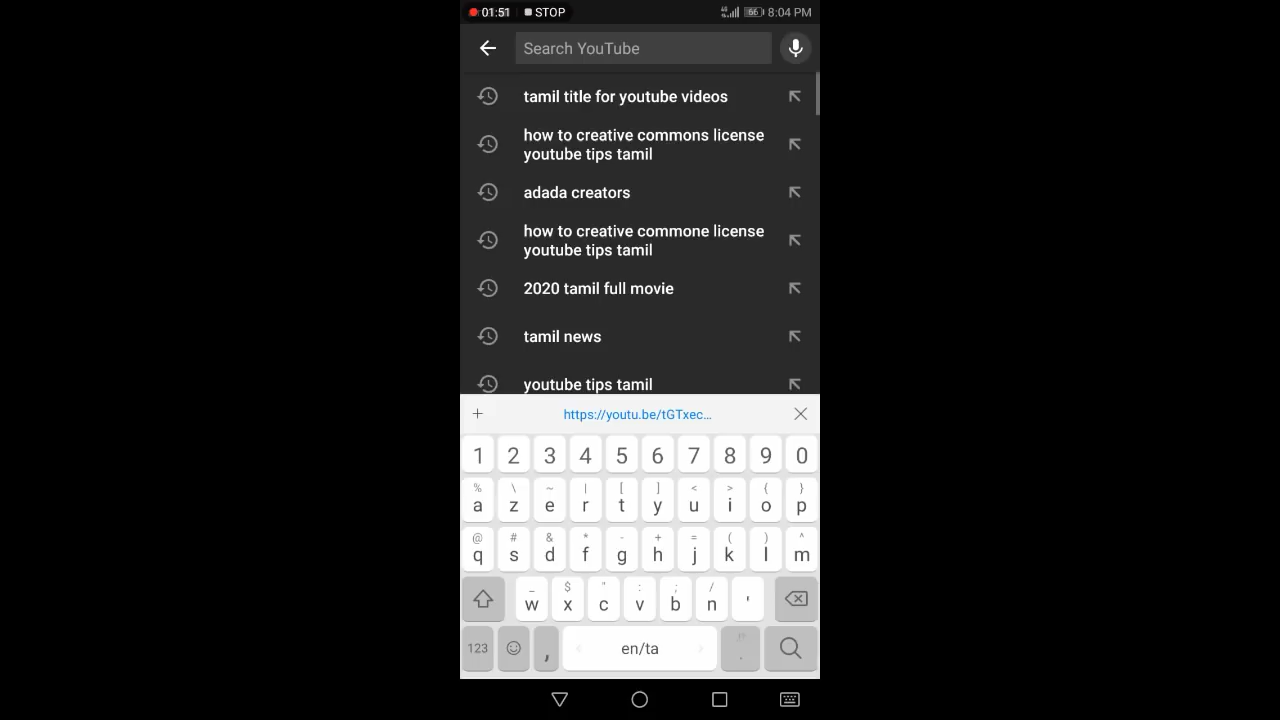 01:51 STOP 4G 66 8:04 PM
Search YouTube
tamil title for youtube videos
how to creative commons license
youtube tips tamil
adada creators
how to creative commone license
youtube tips tamil
2020 tamil full movie
tamil news
youtube tips tamil
+ https://youtu.be/tGTxec...
1 2 3 4 5 6 7 8 9 0
% \ ~ | [ ] < > { }
a z e r t y u i o p
@ # & * - + = ( ) ^
q s d f g h j k l m
_ $ " : ; /
w x c v b n '
123 , en/ta .